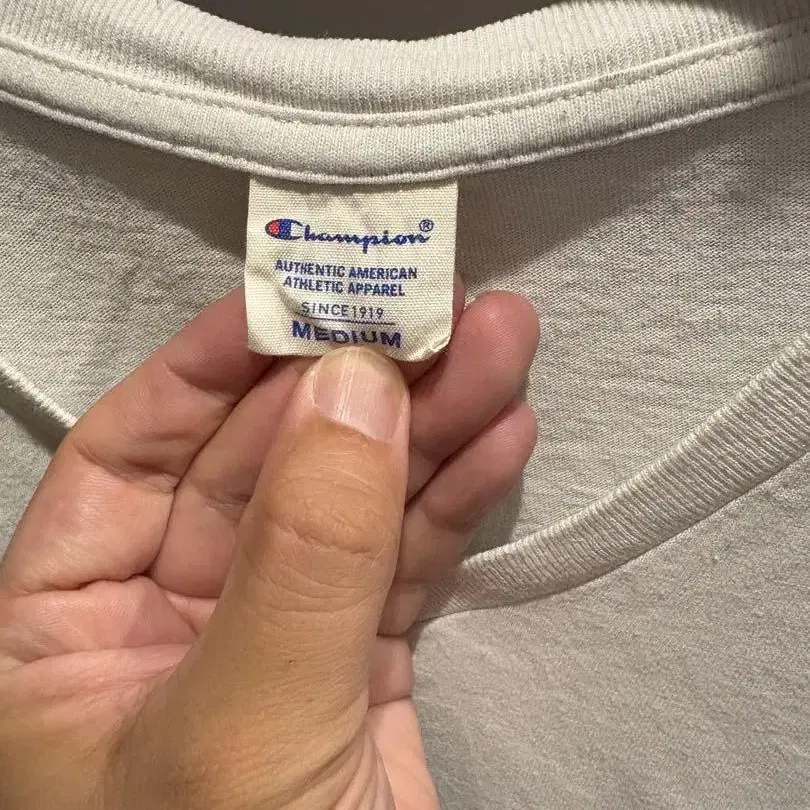 Champion®
AUTHENTIC AMERICAN
ATHLETIC APPAREL
SINCE 1919
MEDIUM